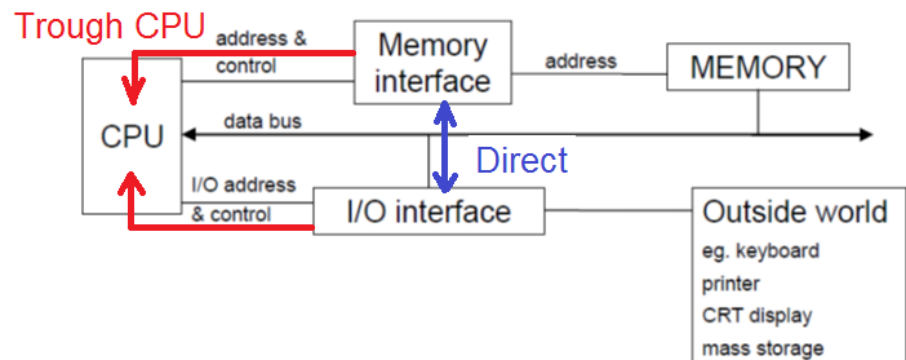 Trough CPU
address &
control
Memory
interface
address
MEMORY
CPU
data bus
Direct
I/O address
& control
I/O interface
Outside world
eg. keyboard
printer
CRT display
mass storage